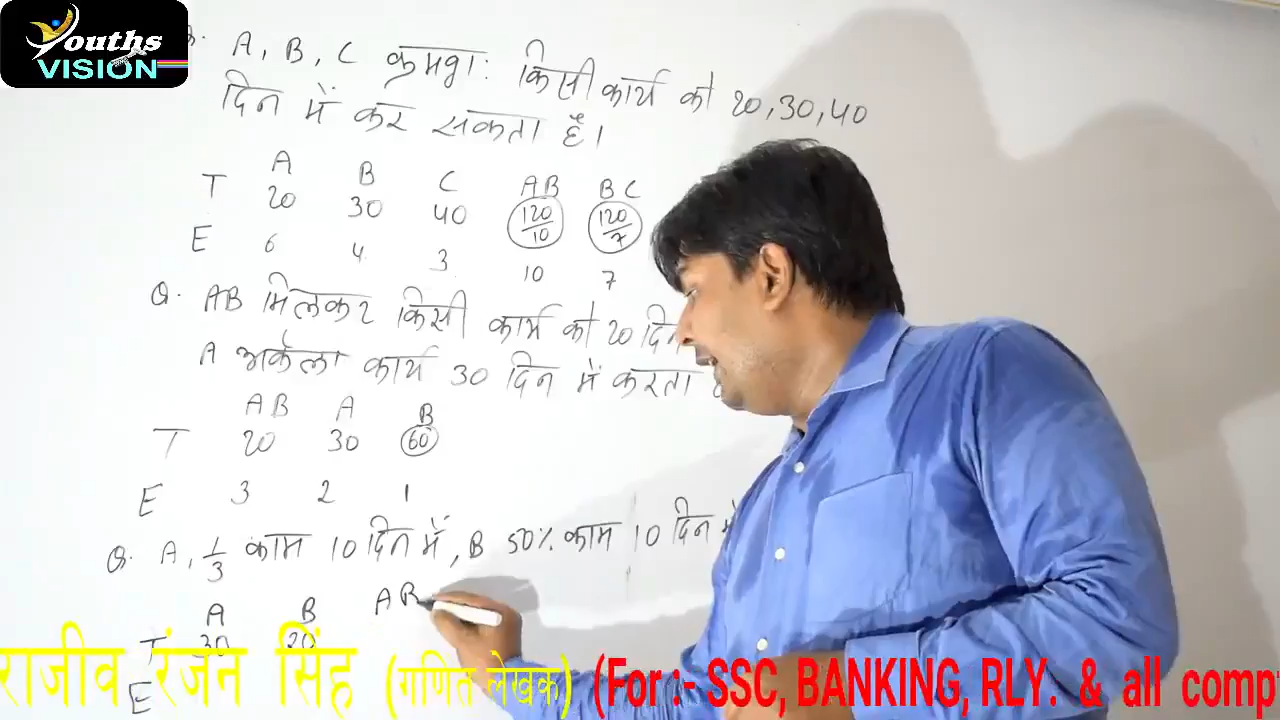 Youths
VISION
A, B, C क्रमशः किसी कार्य को 20, 30, 40
दिन में कर सकता है।
A B C AB BC
T 20 30 40 120/10 120/7
E 6 4 3 10 7
Q. AB मिलकर किसी कार्य को 20 दिन
A अकेला कार्य 30 दिन में करता
AB A B
T 20 30 60
E 3 2 1
Q. A, 1/3 काम 10 दिन में, B 50% काम 10 दिन में
A B AB
T 30 20
E
राजीव रंजन सिंह (गणित लेखक) (For :- SSC, BANKING, RLY. & all comp